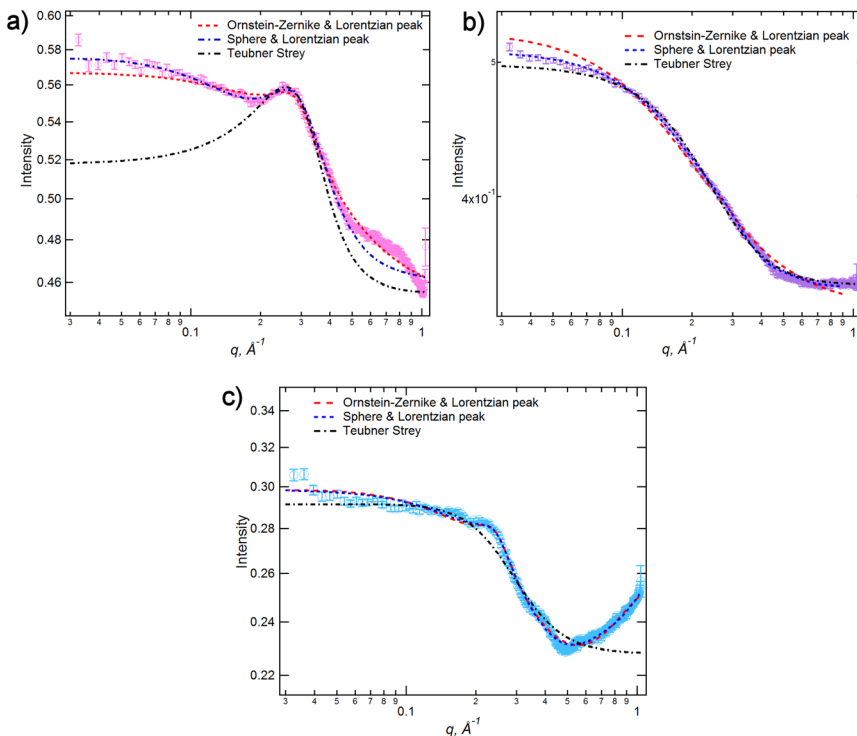 a)
Ornstein-Zernike & Lorentzian peak
Sphere & Lorentzian peak
Teubner Strey
Intensity
0.60
0.58
0.56
0.54
0.52
0.50
0.48
0.46
3 4 5 6 7 8 9 0.1 2 3 4 5 6 7 8 9 1
q, Å-1
b)
Ornstsin-Zernike & Lorentzian peak
Sphere & Lorentzian peak
Teubner Strey
Intensity
5
4x10-1
5
4
3 4 5 6 7 8 9 0.1 2 3 4 5 6 7 8 9 1
q, Å-1
c)
Ornstein-Zernike & Lorentzian peak
Sphere & Lorentzian peak
Teubner Strey
Intensity
0.34
0.32
0.30
0.28
0.26
0.24
0.22
3 4 5 6 7 8 9 0.1 2 3 4 5 6 7 8 9 1
q, Å-1